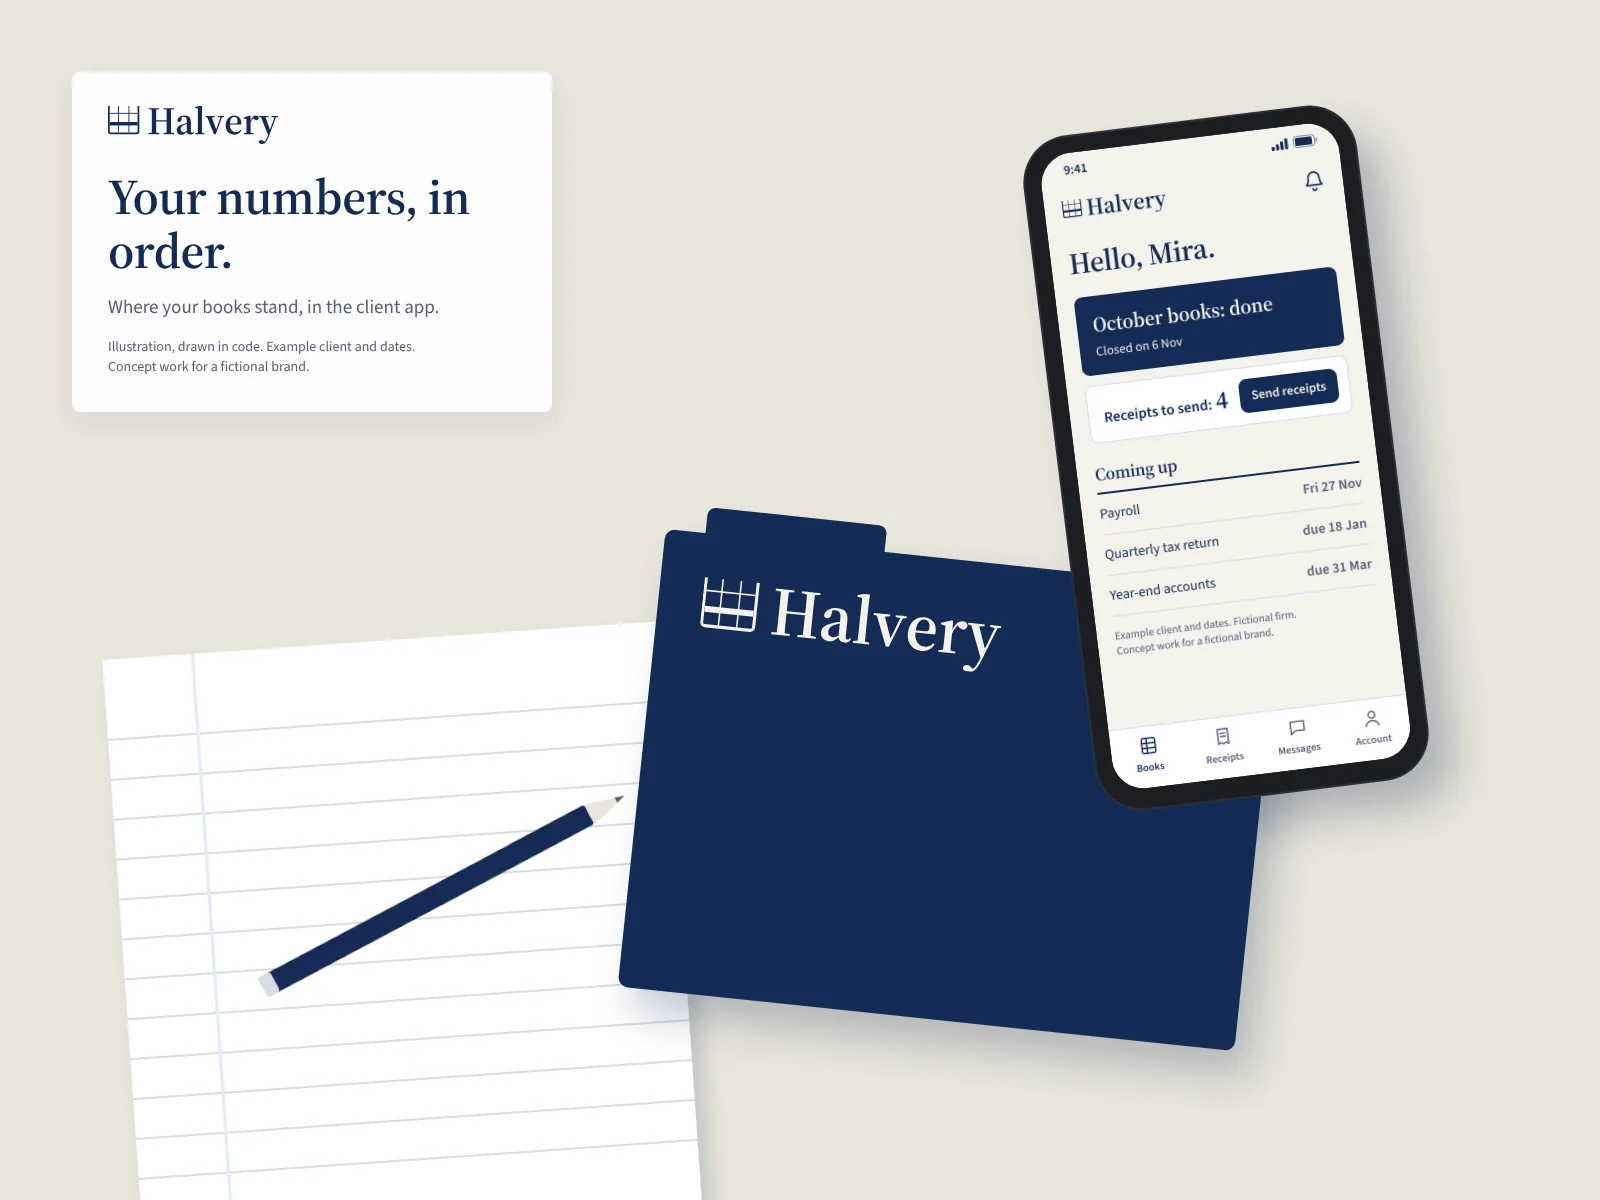 Halvery
Your numbers, in
order.
Where your books stand, in the client app.
Illustration, drawn in code. Example client and dates.
Concept work for a fictional brand.
9:41
Halvery
Hello, Mira.
October books: done
Closed on 6 Nov
Receipts to send: 4
Send receipts
Coming up
Payroll
Fri 27 Nov
Quarterly tax return
due 18 Jan
Year-end accounts
due 31 Mar
Example client and dates. Fictional firm.
Concept work for a fictional brand.
Books
Receipts
Messages
Account
Halvery